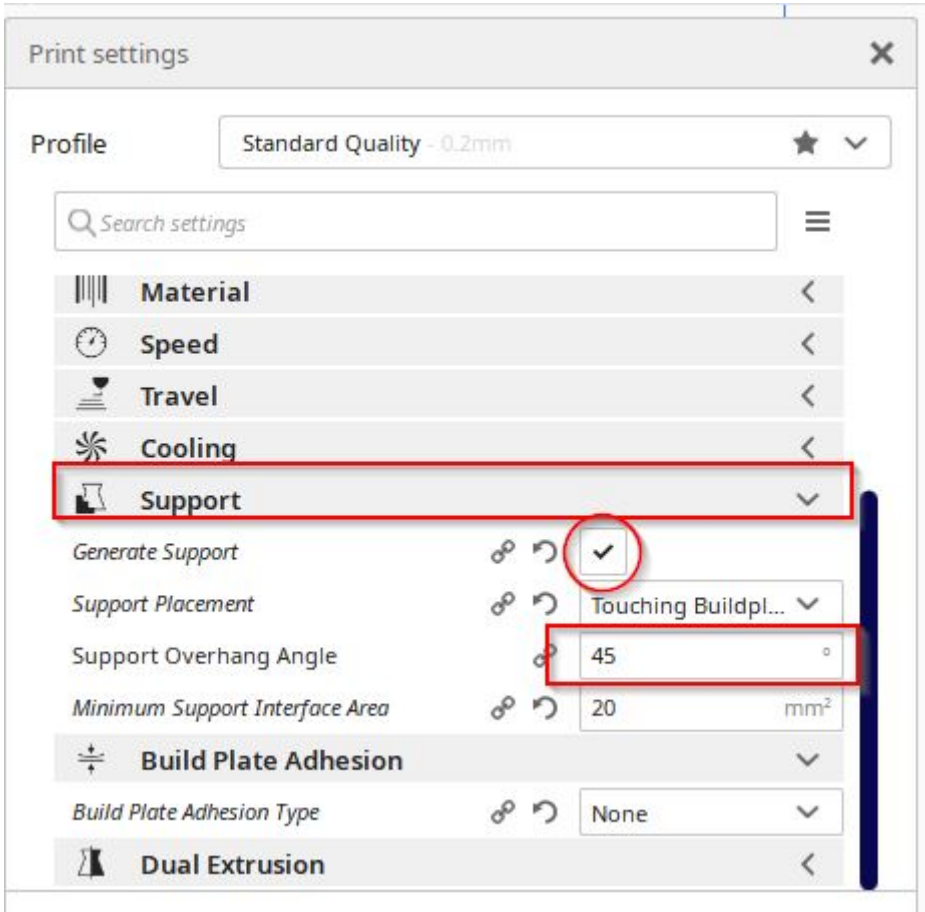 Print settings
Profile Standard Quality - 0.2mm
Search settings
Material
Speed
Travel
Cooling
Support
Generate Support
Support Placement Touching Buildpl...
Support Overhang Angle 45 °
Minimum Support Interface Area 20 mm²
Build Plate Adhesion
Build Plate Adhesion Type None
Dual Extrusion